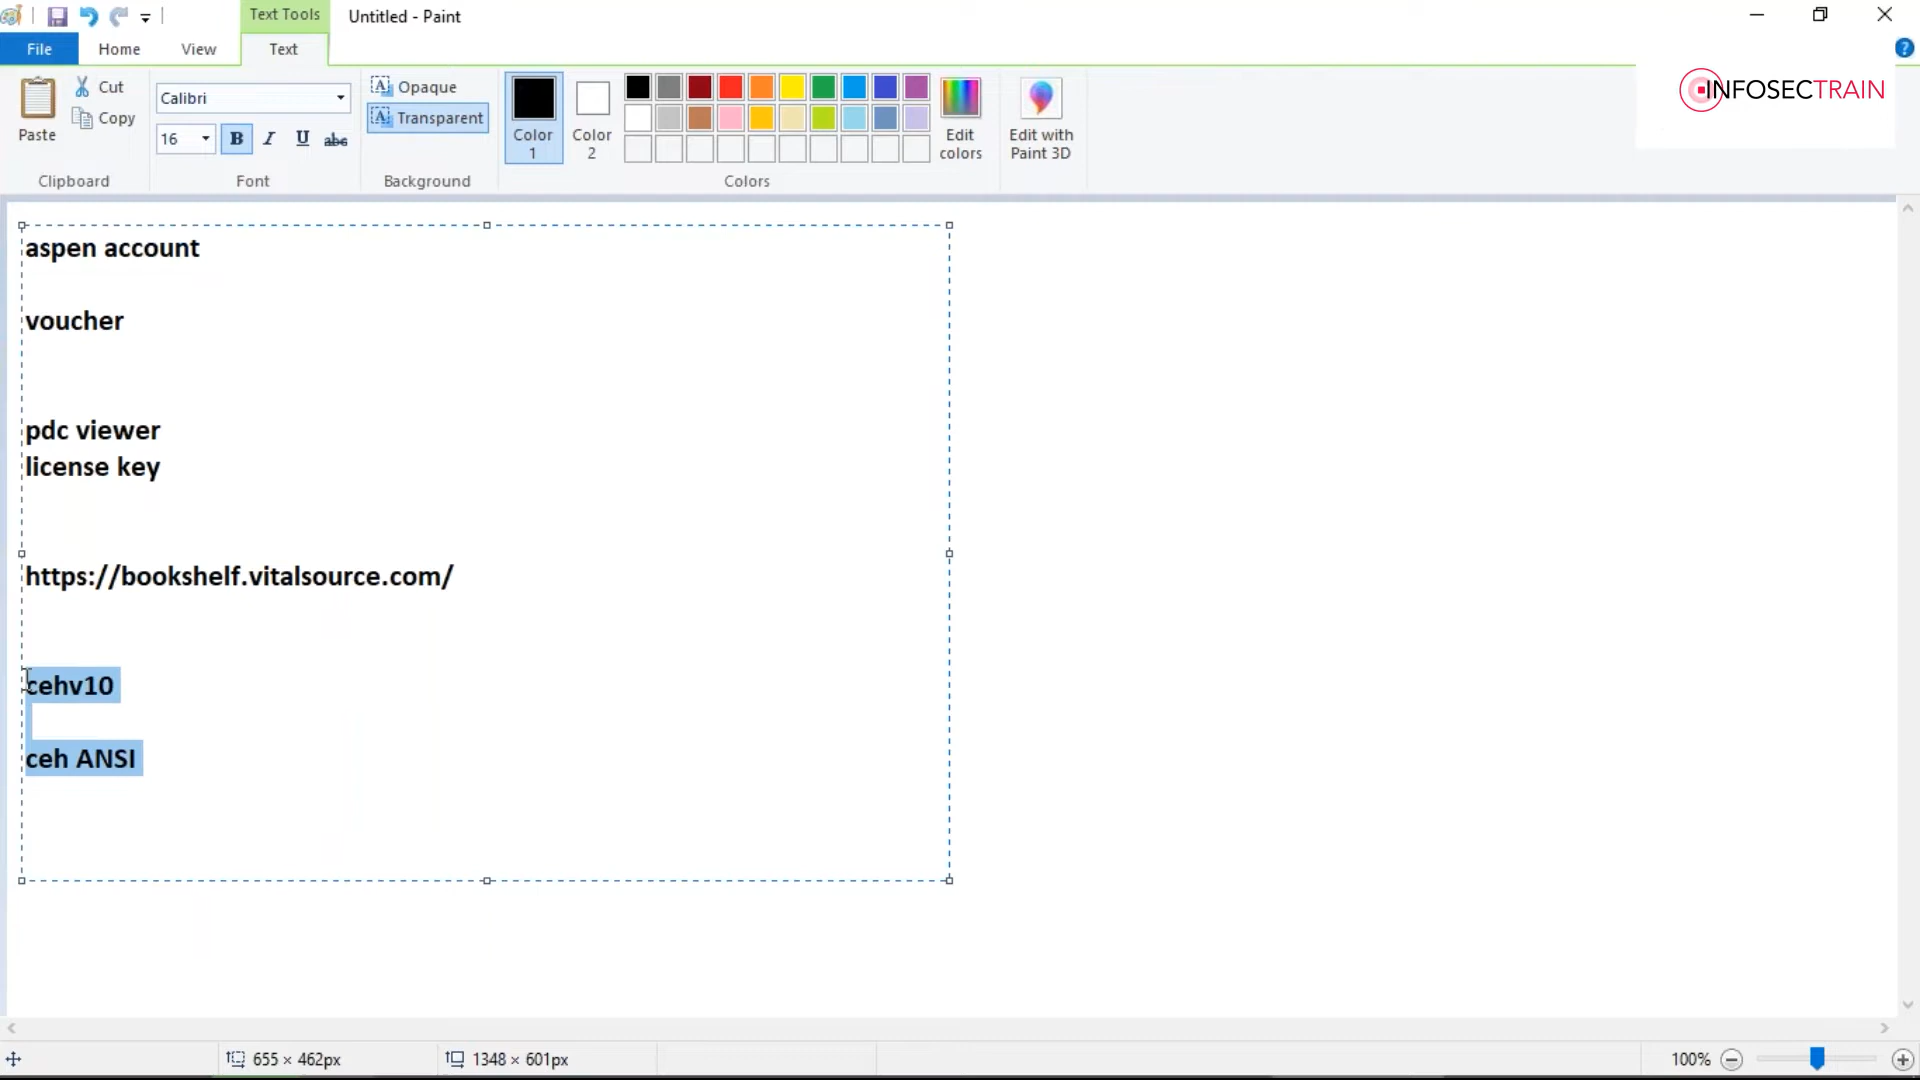 Text Tools
Untitled - Paint
File
Home
View
Text
Paste
Cut
Copy
Clipboard
Calibri
16
B
I
U
abc
Font
Opaque
Transparent
Background
Color
1
Color
2
Edit
colors
Colors
Edit with
Paint 3D
INFOSECTRAIN
aspen account
voucher
pdc viewer
license key
https://bookshelf.vitalsource.com/
cehv10
ceh ANSI
655 × 462px
1348 × 601px
100%